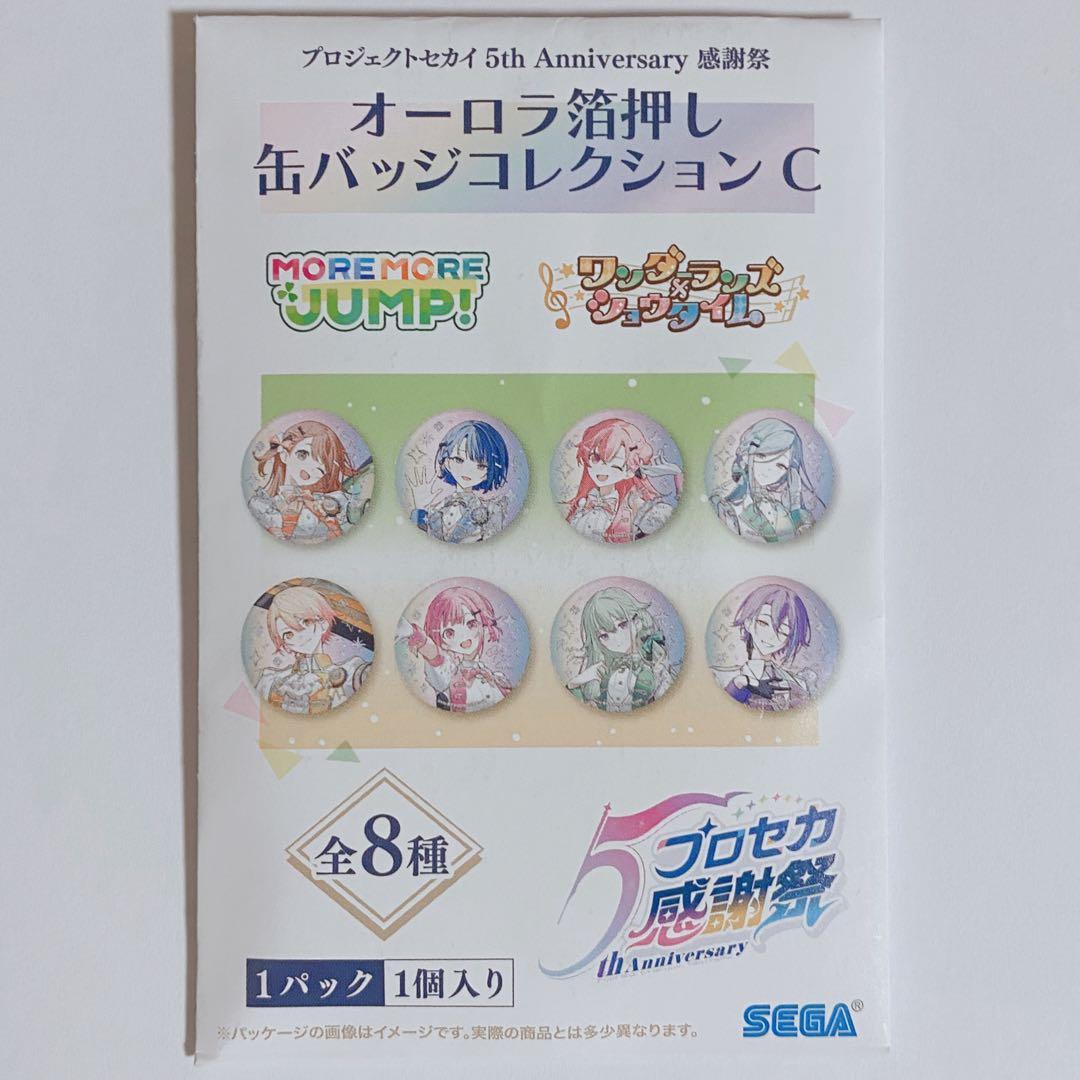 プロジェクトセカイ 5th Anniversary 感謝祭
オーロラ箔押し
缶バッジコレクション C
MORE MORE
JUMP!
ワンダーランズ
×
ショウタイム
全8種
5
プロセカ
感謝祭
th Anniversary
1パック 1個入り
SEGA®
※パッケージの画像はイメージです。実際の商品とは多少異なります。